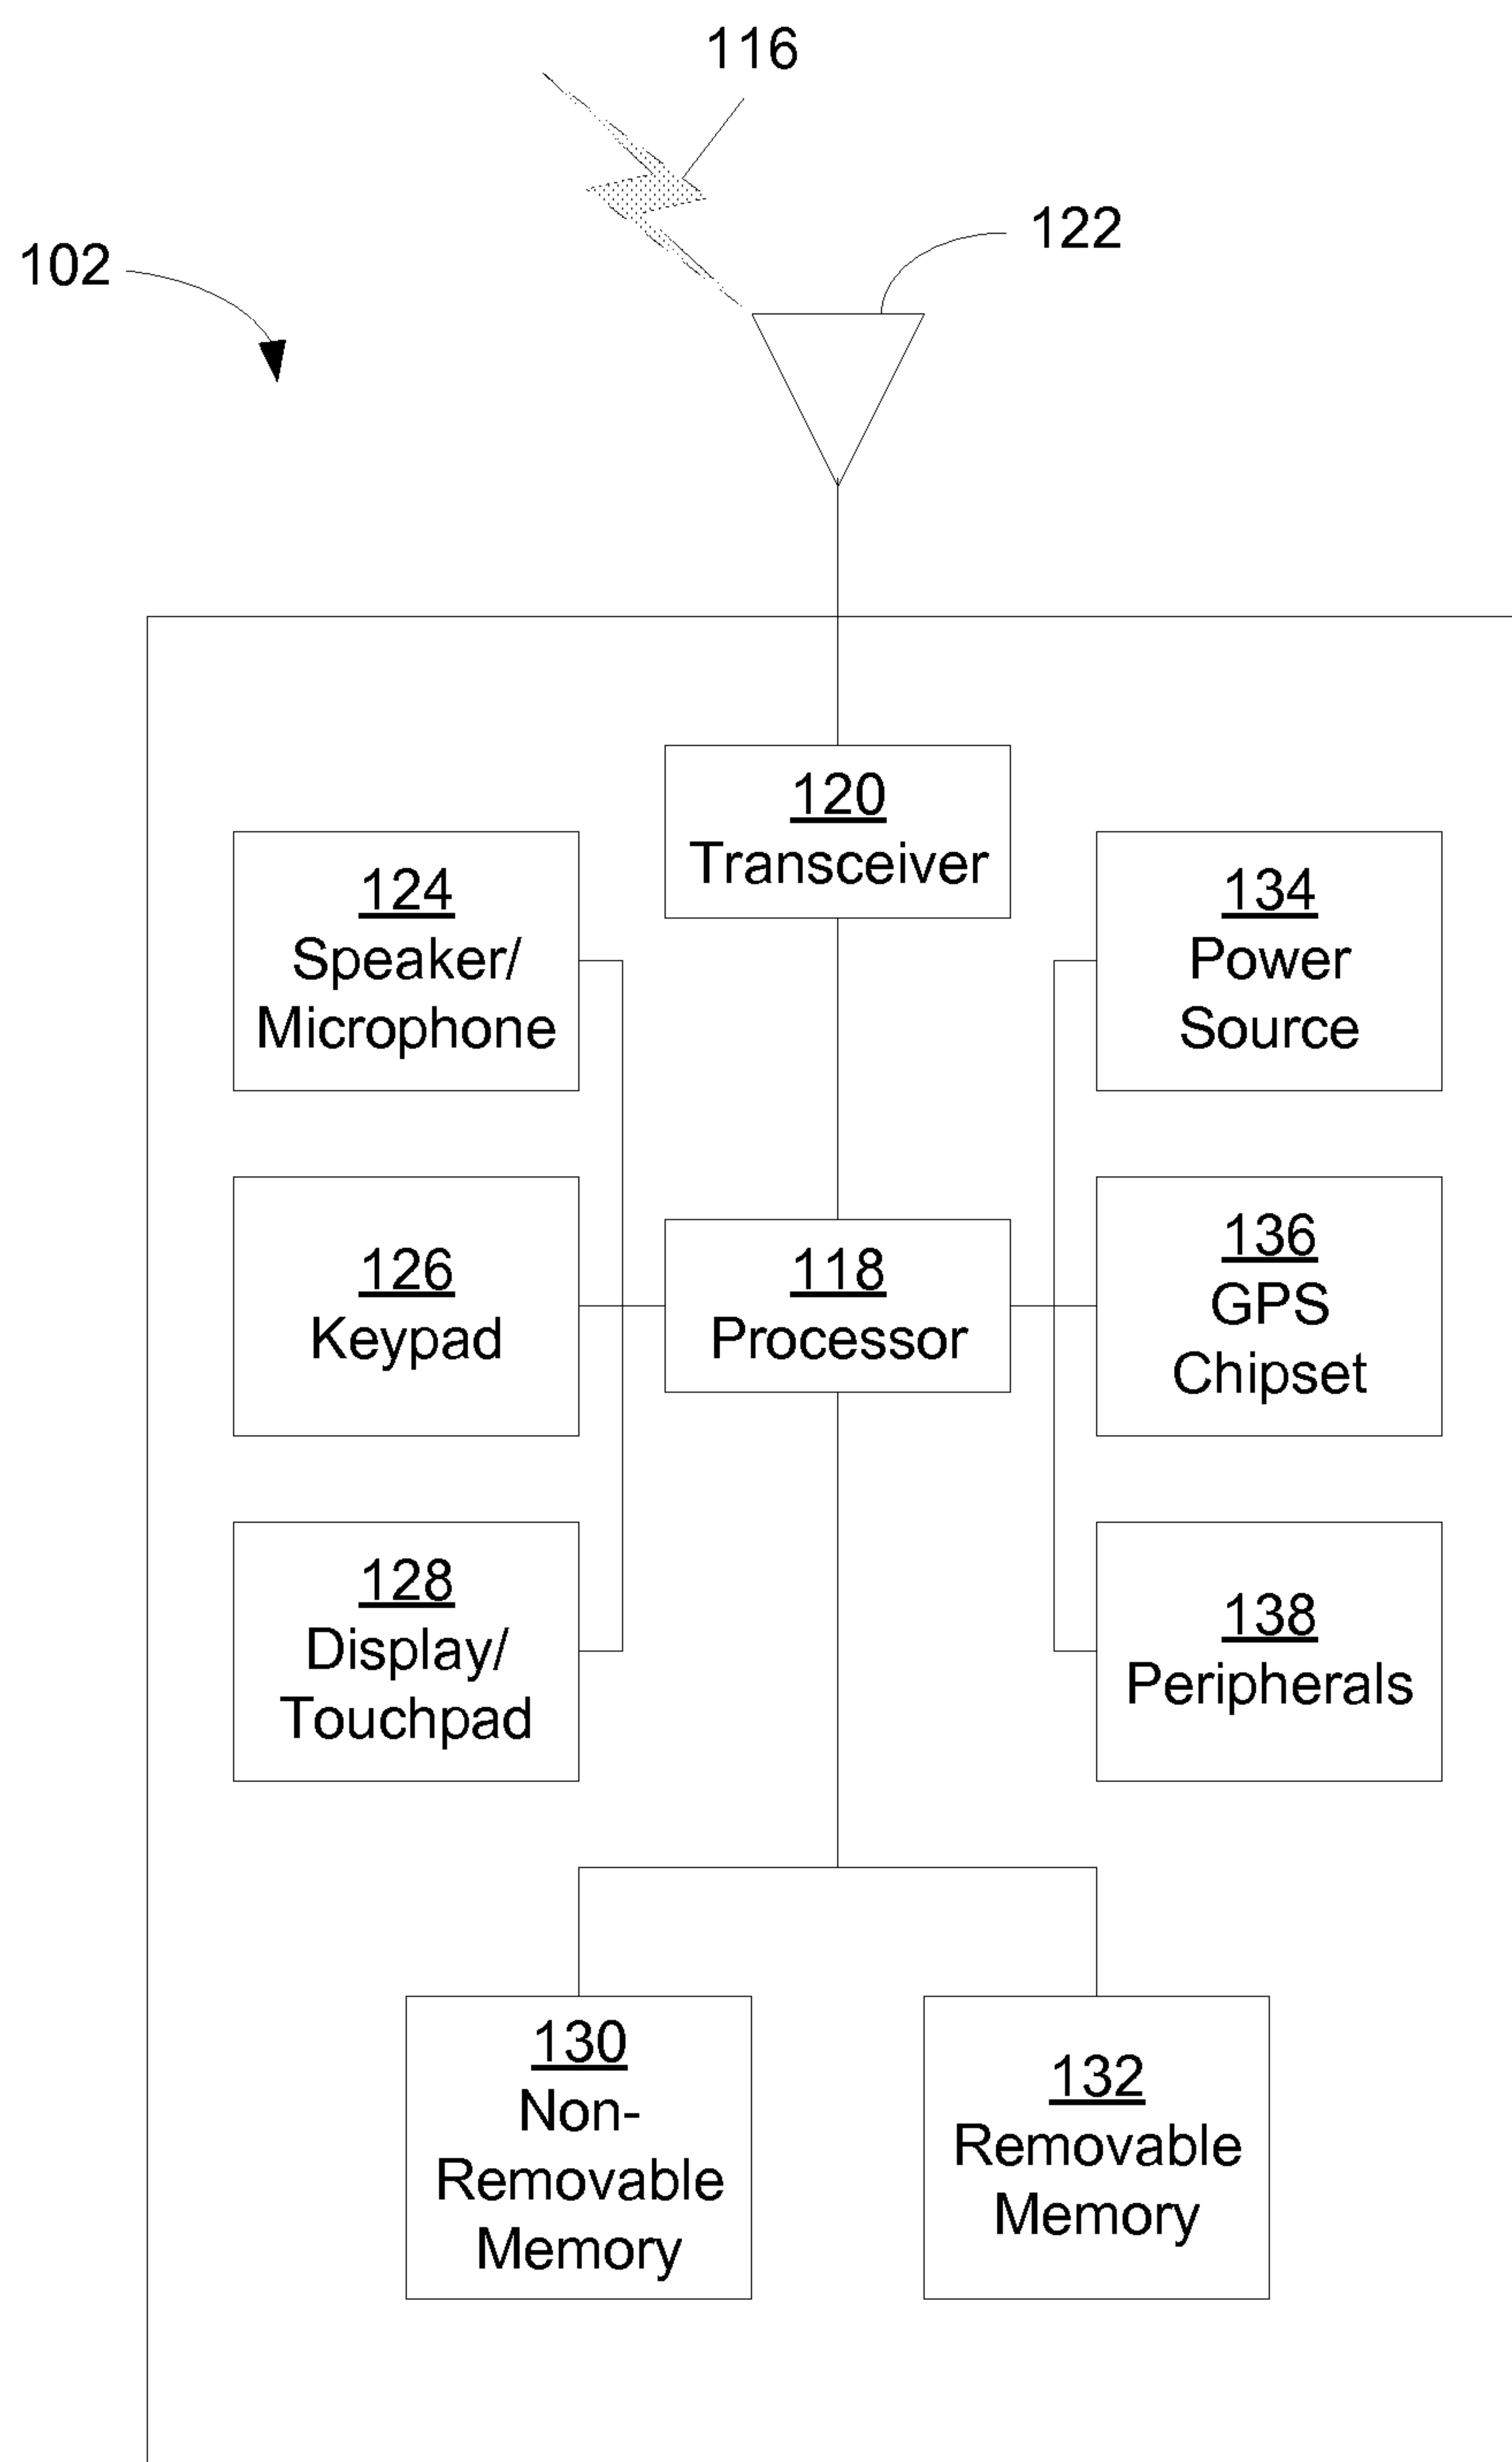 116
122
102
120
Transceiver
124
Speaker/
Microphone
134
Power
Source
126
Keypad
118
Processor
136
GPS
Chipset
128
Display/
Touchpad
138
Peripherals
130
Non-
Removable
Memory
132
Removable
Memory